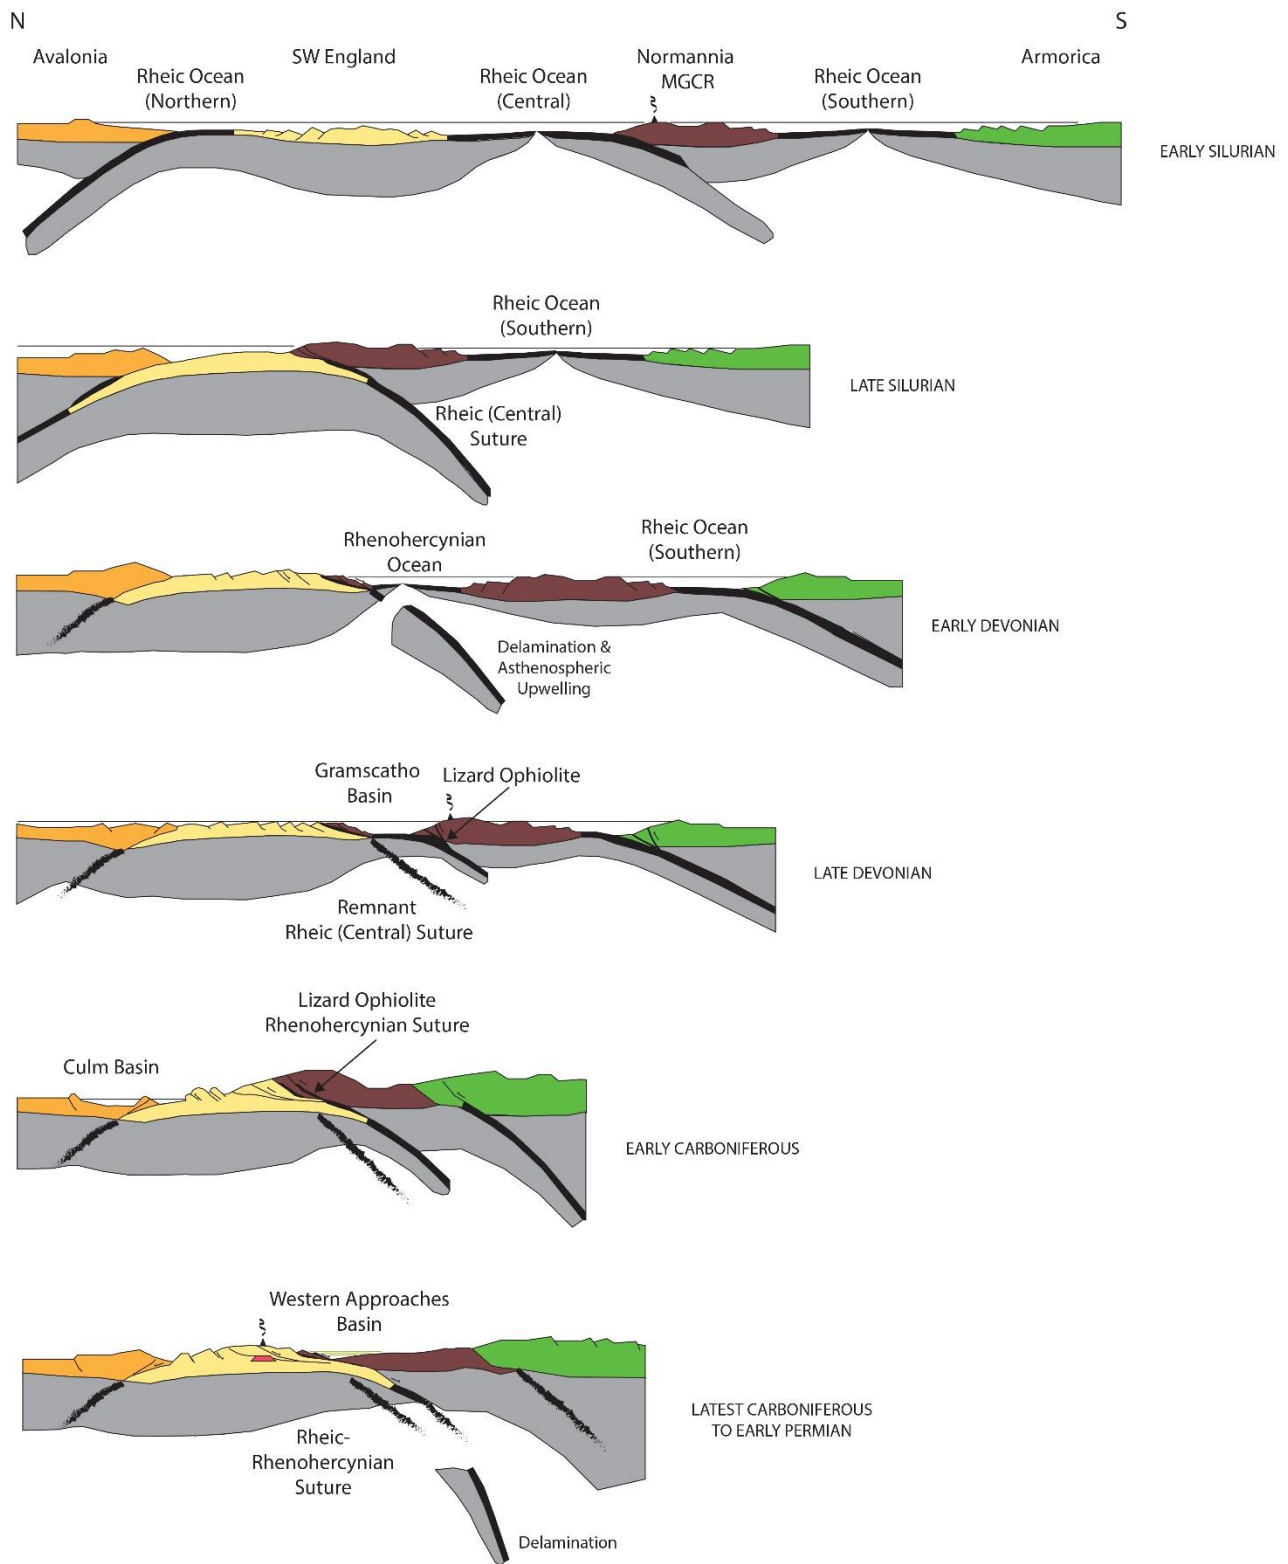 N
S
Avalonia
SW England
Normannia
MGCR
Armorica
Rheic Ocean
(Northern)
Rheic Ocean
(Central)
Rheic Ocean
(Southern)
EARLY SILURIAN
Rheic Ocean
(Southern)
LATE SILURIAN
Rheic (Central)
Suture
Rhenohercynian
Ocean
Rheic Ocean
(Southern)
EARLY DEVONIAN
Delamination &
Asthenospheric
Upwelling
Gramscatho
Basin
Lizard Ophiolite
LATE DEVONIAN
Remnant
Rheic (Central) Suture
Lizard Ophiolite
Rhenohercynian Suture
Culm Basin
EARLY CARBONIFEROUS
Western Approaches
Basin
LATEST CARBONIFEROUS
TO EARLY PERMIAN
Rheic-
Rhenohercynian
Suture
Delamination